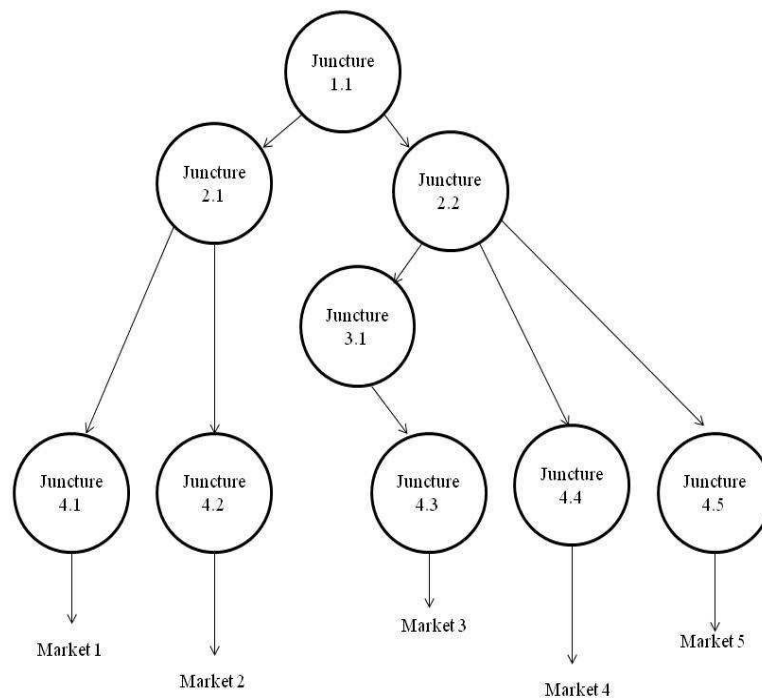 Juncture
1.1
Juncture
2.1
Juncture
2.2
Juncture
3.1
Juncture
4.1
Juncture
4.2
Juncture
4.3
Juncture
4.4
Juncture
4.5
Market 1
Market 2
Market 3
Market 4
Market 5